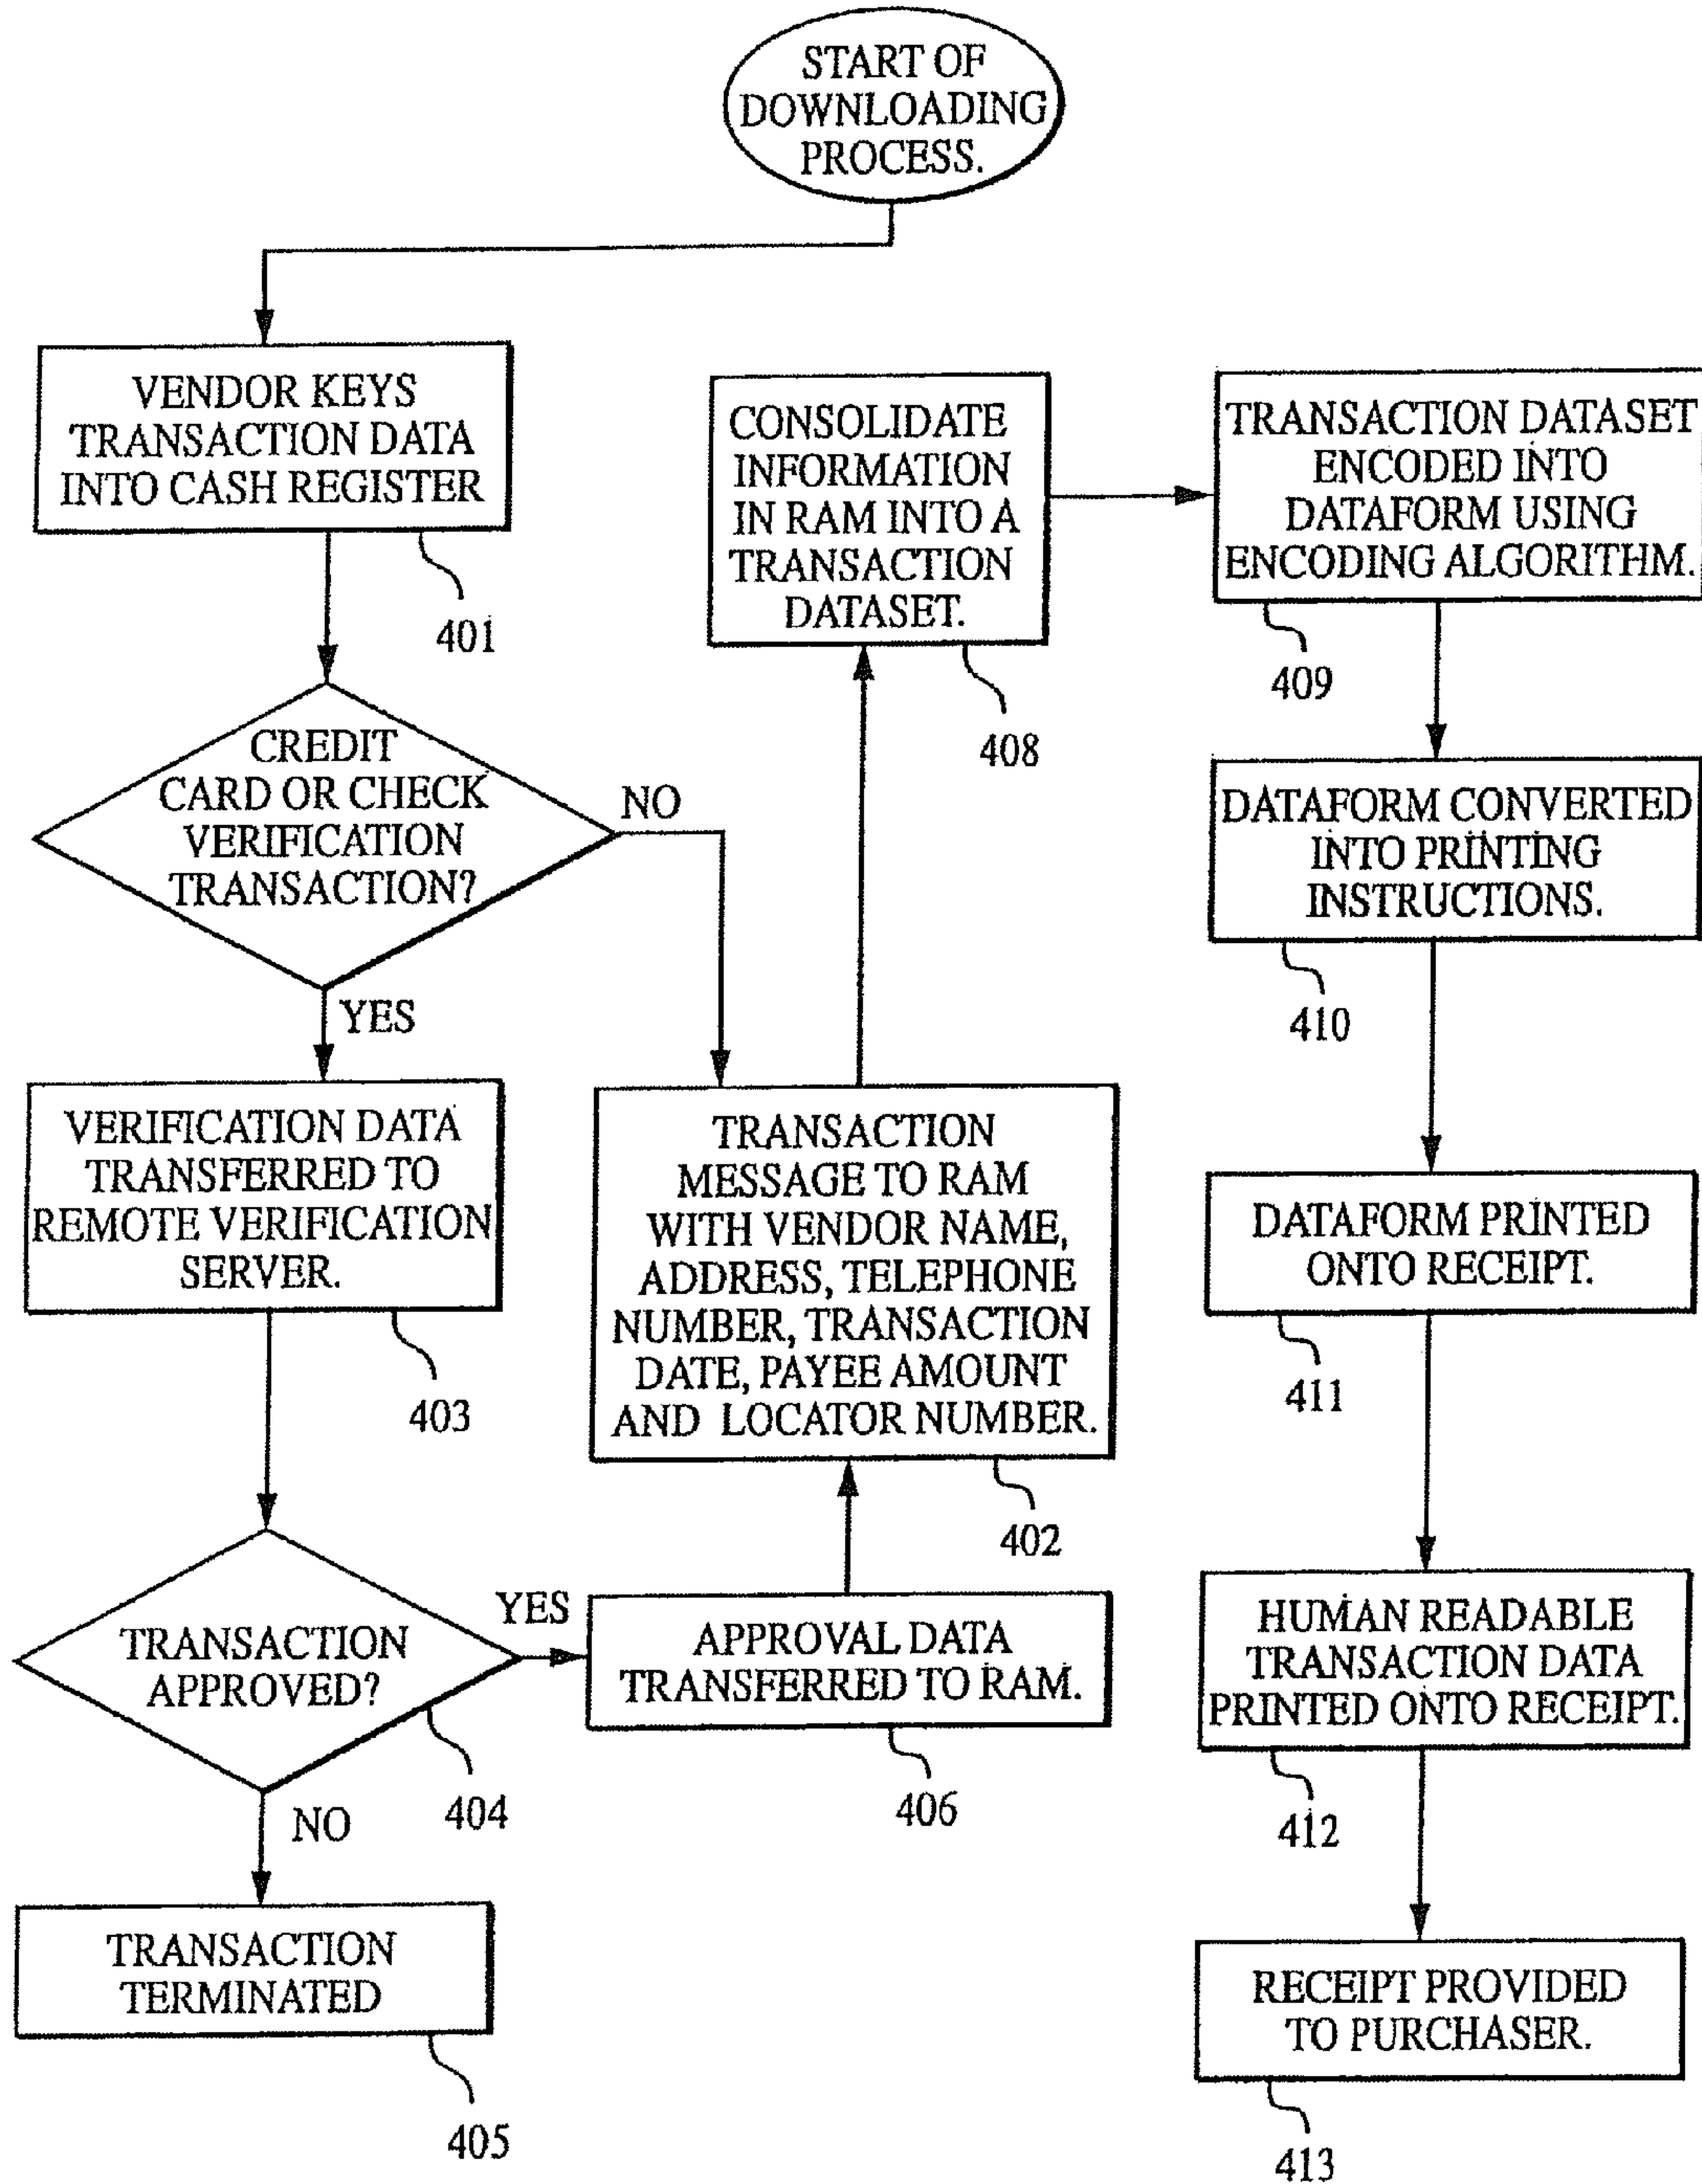 START OF
DOWNLOADING
PROCESS.
VENDOR KEYS
TRANSACTION DATA
INTO CASH REGISTER
401
CREDIT
CARD OR CHECK
VERIFICATION
TRANSACTION?
NO
YES
VERIFICATION DATA
TRANSFERRED TO
REMOTE VERIFICATION
SERVER.
403
TRANSACTION
APPROVED?
404
YES
NO
TRANSACTION
TERMINATED
405
APPROVAL DATA
TRANSFERRED TO RAM.
406
TRANSACTION
MESSAGE TO RAM
WITH VENDOR NAME,
ADDRESS, TELEPHONE
NUMBER, TRANSACTION
DATE, PAYEE AMOUNT
AND LOCATOR NUMBER.
402
CONSOLIDATE
INFORMATION
IN RAM INTO A
TRANSACTION
DATASET.
408
TRANSACTION DATASET
ENCODED INTO
DATAFORM USING
ENCODING ALGORITHM.
409
DATAFORM CONVERTED
INTO PRINTING
INSTRUCTIONS.
410
DATAFORM PRINTED
ONTO RECEIPT.
411
HUMAN READABLE
TRANSACTION DATA
PRINTED ONTO RECEIPT.
412
RECEIPT PROVIDED
TO PURCHASER.
413